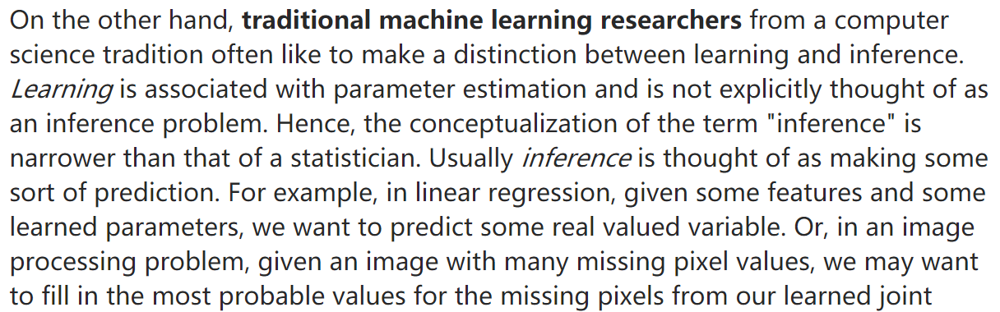 On the other hand, traditional machine learning researchers from a computer
science tradition often like to make a distinction between learning and inference.
Learning is associated with parameter estimation and is not explicitly thought of as
an inference problem. Hence, the conceptualization of the term "inference" is
narrower than that of a statistician. Usually inference is thought of as making some
sort of prediction. For example, in linear regression, given some features and some
learned parameters, we want to predict some real valued variable. Or, in an image
processing problem, given an image with many missing pixel values, we may want
to fill in the most probable values for the missing pixels from our learned joint